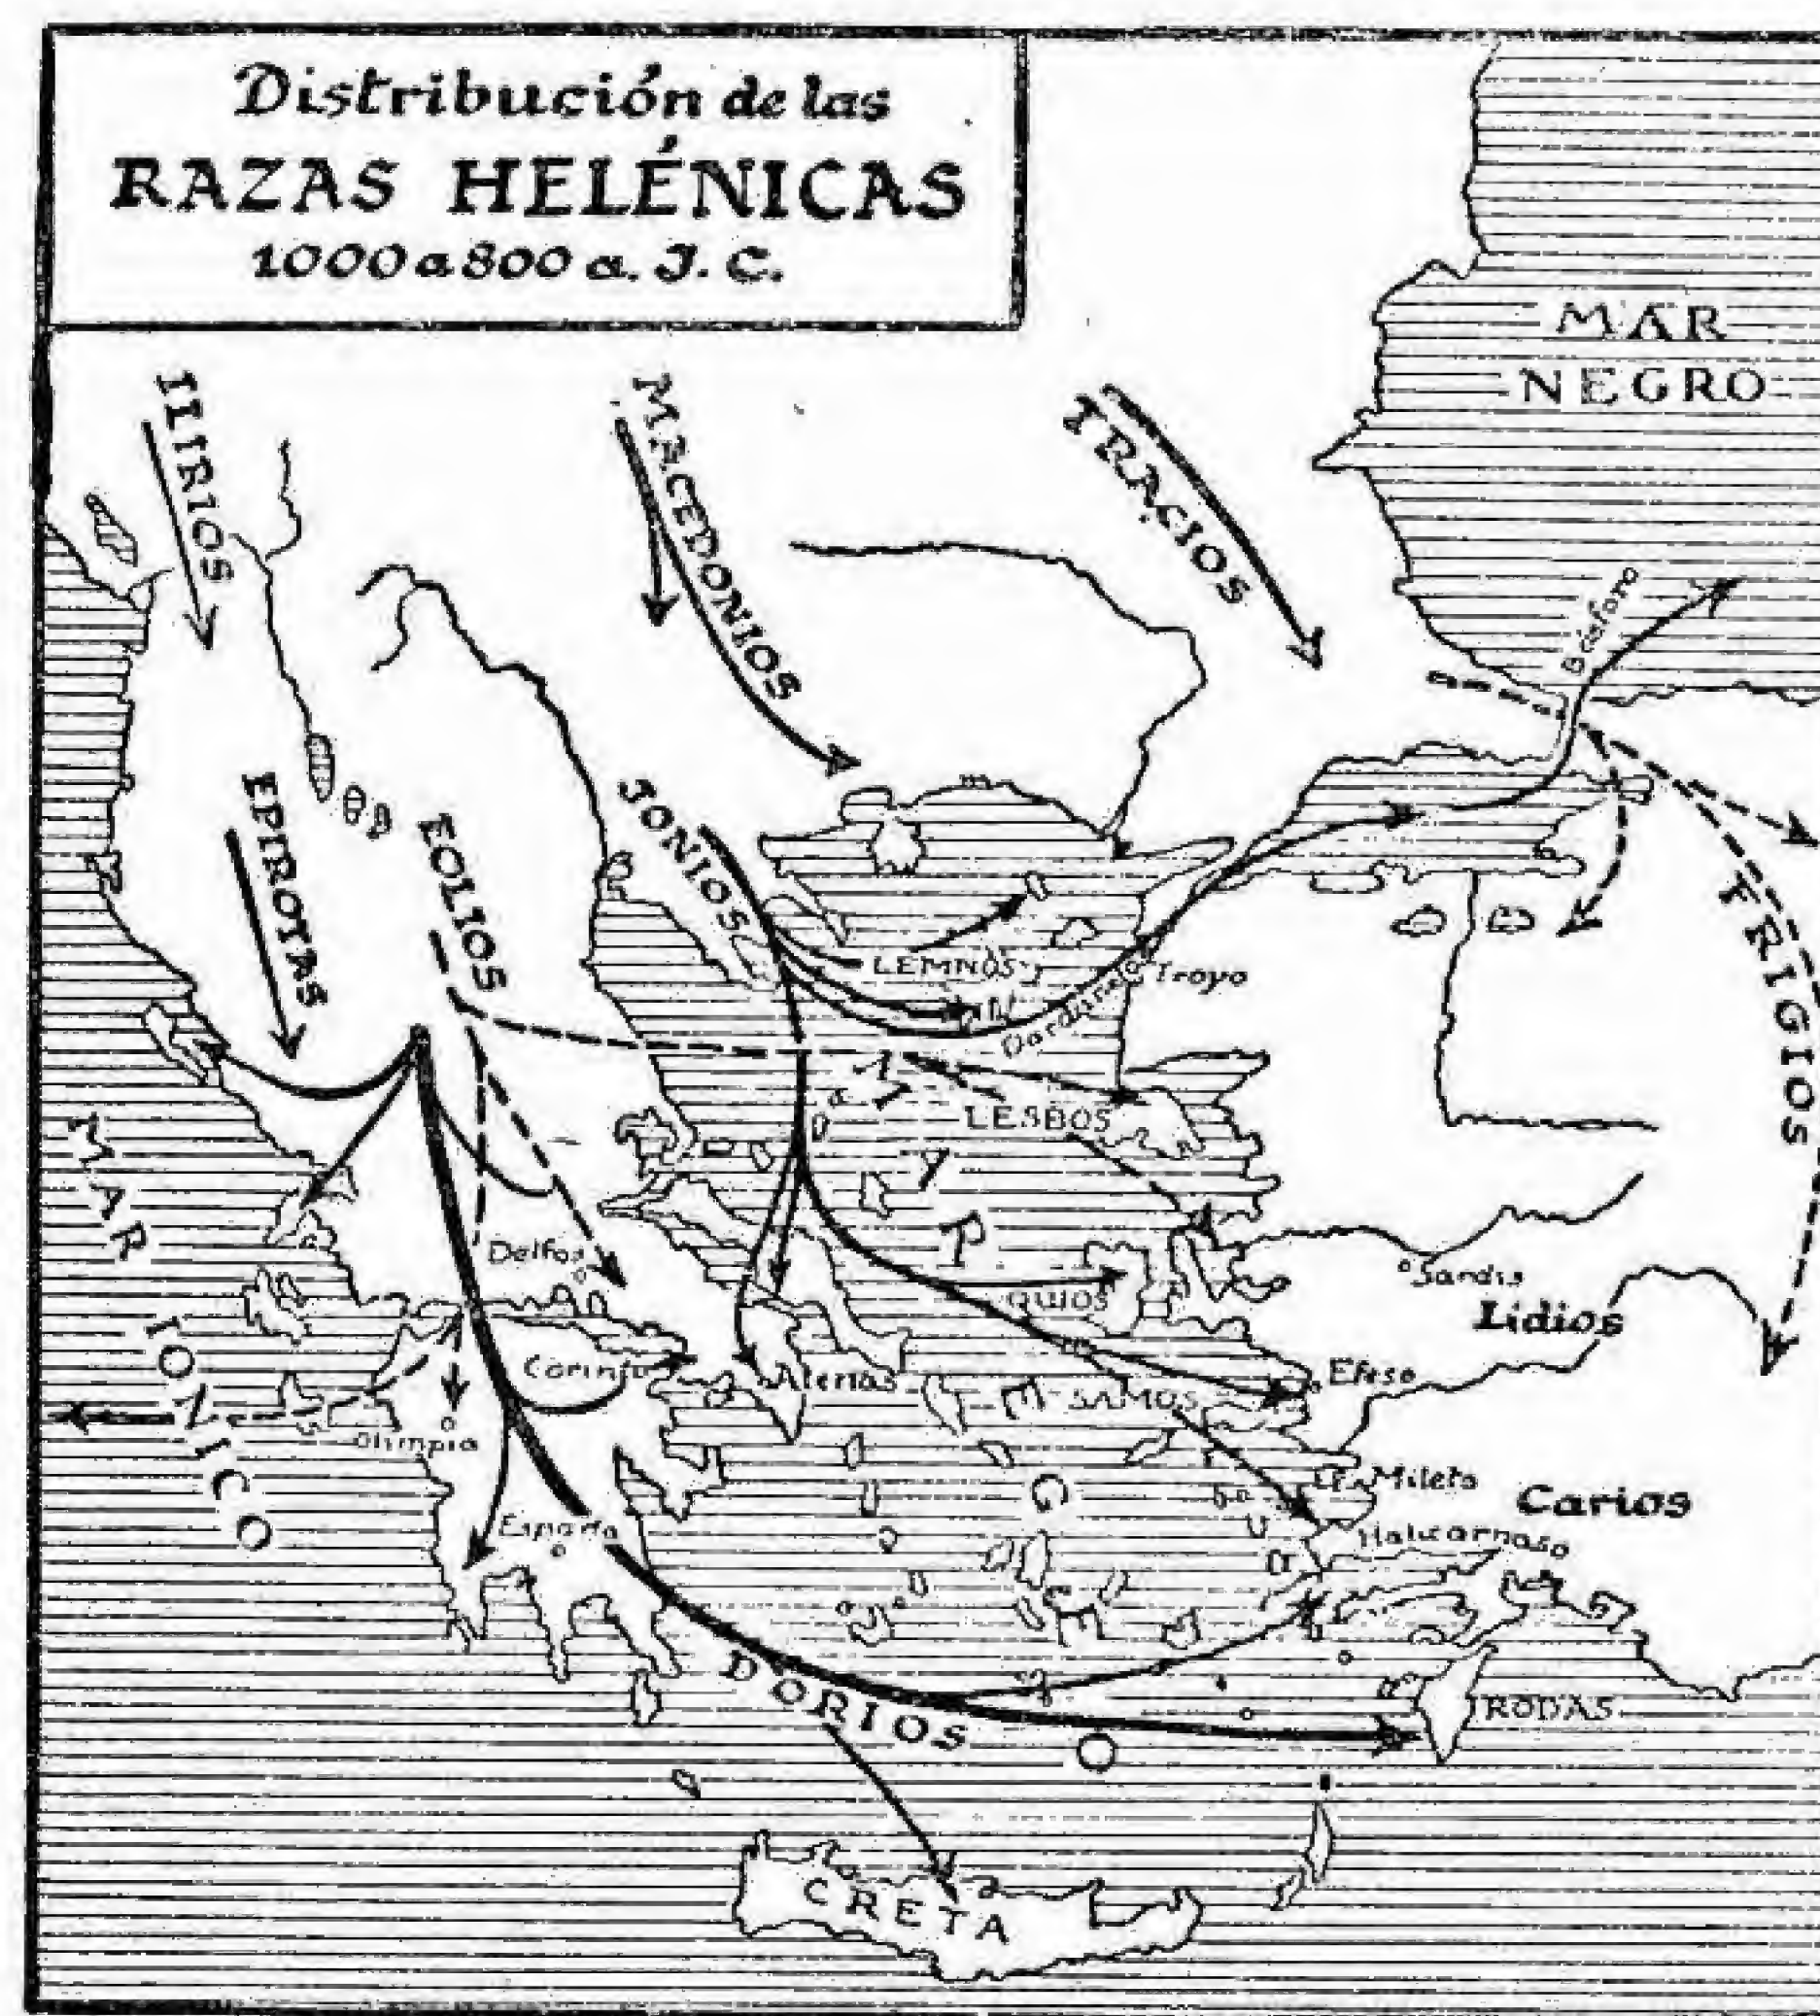 Distribución de las
RAZAS HELÉNICAS
1000 a 800 a. J. C.
MAR
NEGRO
ILIRIOS
MACEDONIOS
TRACIOS
Bósforo
EPIROTAS
EOLIOS
JONIOS
LEMNOS
Troya
FRIGIOS
LESBOS
MAR
IONICO
Delfos
QUIOS
Sardis
Lidios
Corinto
Atenas
SAMOS
Efeso
Olimpia
Mileto
Carios
Esparta
Halicarnaso
DORIOS
RODAS
CRETA